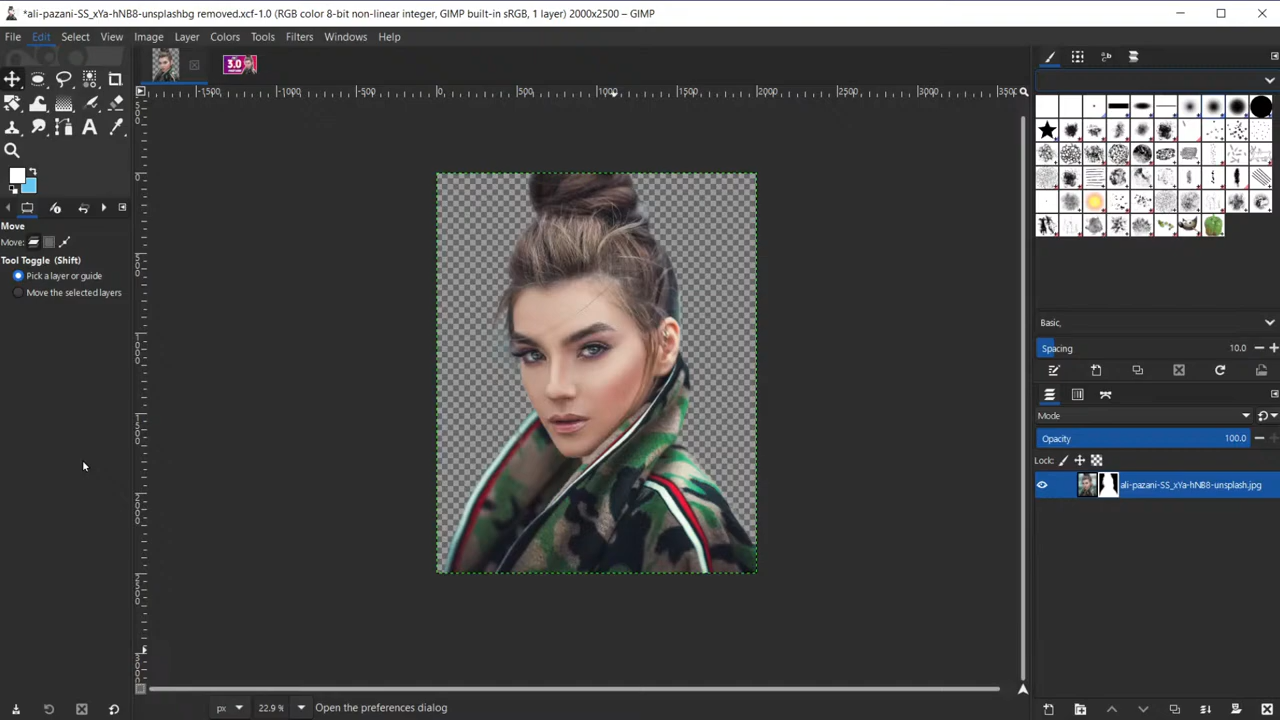 *ali-pazani-SS_xYa-hNB8-unsplashbg removed.xcf-1.0 (RGB color 8-bit non-linear integer, GIMP built-in sRGB, 1 layer) 2000x2500 – GIMP
File Edit Select View Image Layer Colors Tools Filters Windows Help
3.0
-1500 -1000 -500 0 500 1000 1500 2000 2500 3000 3500
Move
Move:
Tool Toggle (Shift)
Pick a layer or guide
Move the selected layers
Basic,
Spacing 10.0
Mode
Opacity 100.0
Lock:
ali-pazani-SS_xYa-hNB8-unsplash.jpg
px 22.9 % Open the preferences dialog